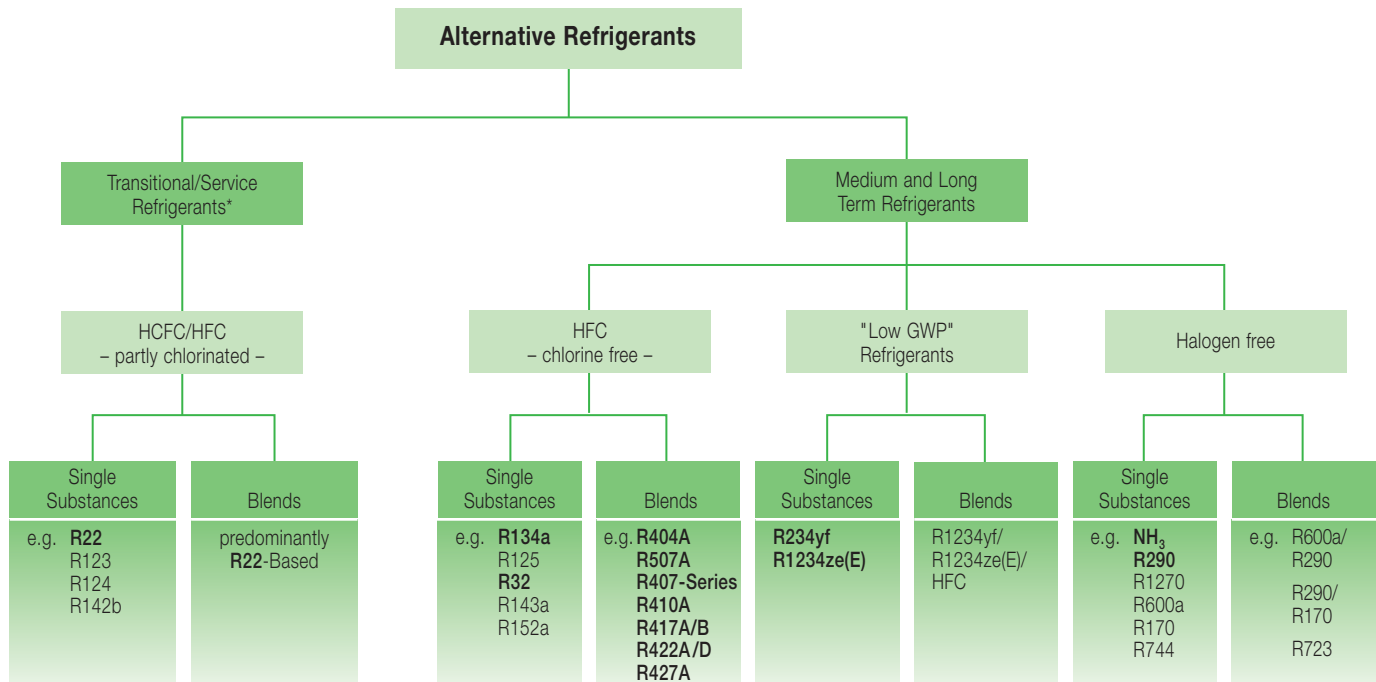 Alternative Refrigerants
Transitional/Service
Refrigerants*
Medium and Long
Term Refrigerants
HCFC/HFC
– partly chlorinated –
HFC
– chlorine free –
"Low GWP"
Refrigerants
Halogen free
Single
Substances
e.g. R22
R123
R124
R142b
Blends
predominantly
R22-Based
Single
Substances
e.g. R134a
R125
R32
R143a
R152a
Blends
e.g. R404A
R507A
R407-Series
R410A
R417A/B
R422A/D
R427A
Single
Substances
R234yf
R1234ze(E)
Blends
R1234yf/
R1234ze(E)/
HFC
Single
Substances
e.g. NH3
R290
R1270
R600a
R170
R744
Blends
e.g. R600a/
R290
R290/
R170
R723